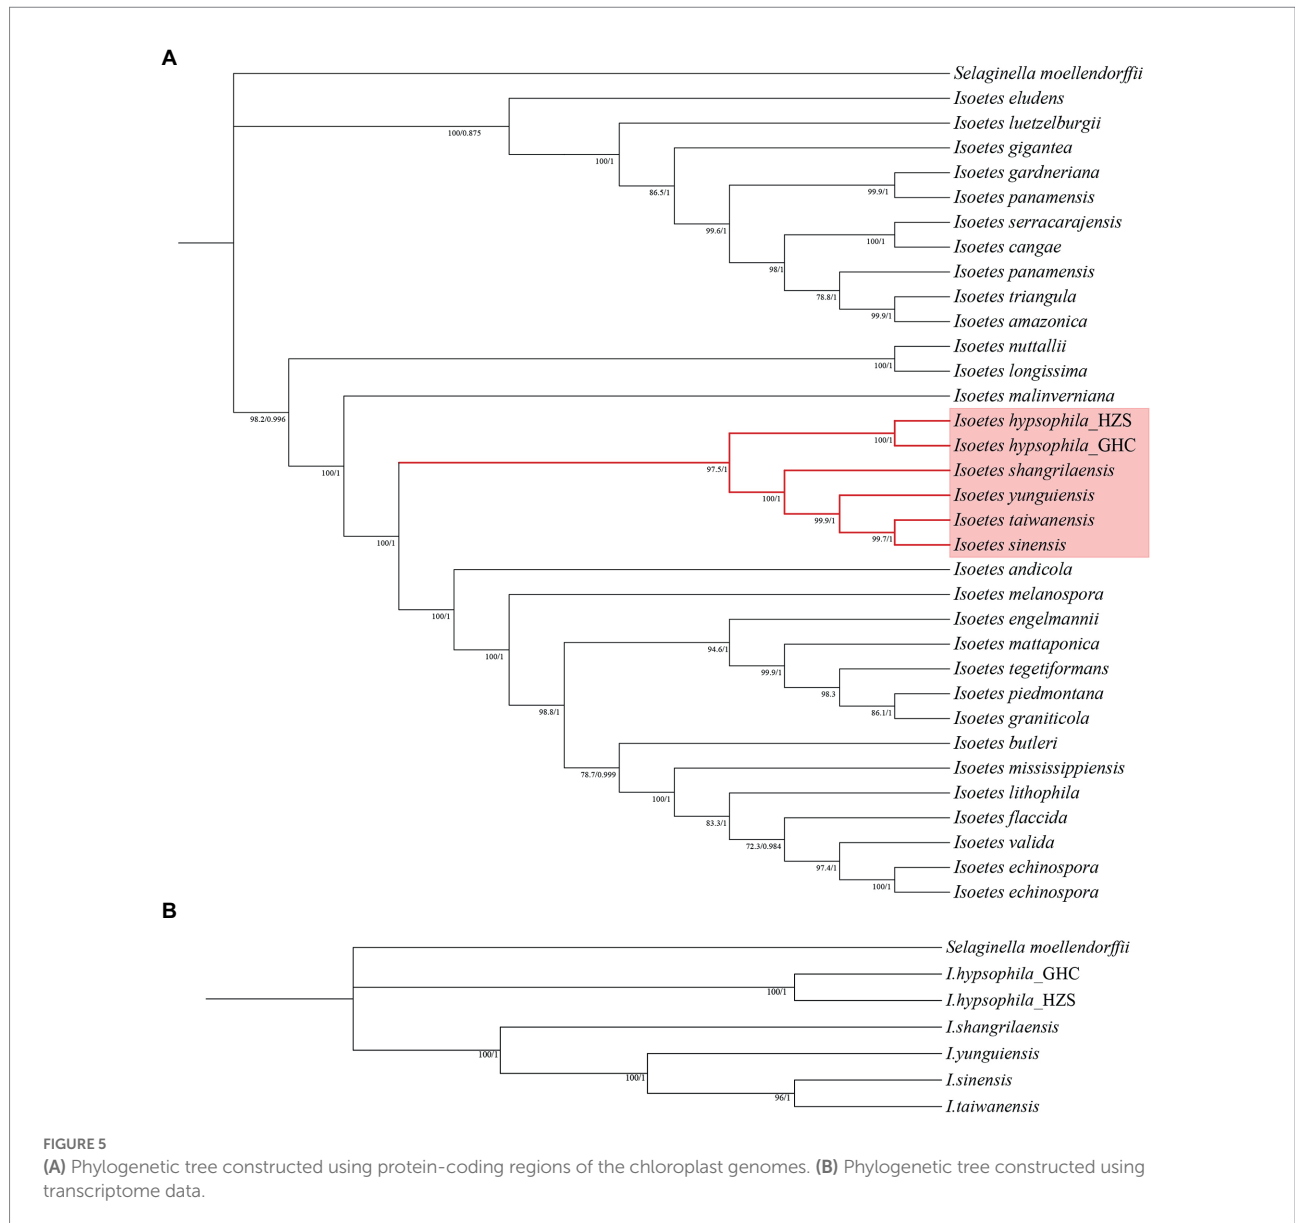 A
Selaginella moellendorffii
Isoetes eludens
100/0.875
Isoetes luetzelburgii
100/1
Isoetes gigantea
86.5/1
Isoetes gardneriana
99.9/1
Isoetes panamensis
99.6/1
Isoetes serracarajensis
100/1
Isoetes cangae
98/1
Isoetes panamensis
78.8/1
Isoetes triangula
99.9/1
Isoetes amazonica
Isoetes nuttallii
100/1
Isoetes longissima
Isoetes malinverniana
98.2/0.996
Isoetes hypsophila_HZS
100/1
Isoetes hypsophila_GHC
97.5/1
100/1
Isoetes shangrilaensis
100/1
Isoetes yunguiensis
99.9/1
Isoetes taiwanensis
99.7/1
100/1
Isoetes sinensis
Isoetes andicola
Isoetes melanospora
100/1
Isoetes engelmannii
94.6/1
Isoetes mattaponica
100/1
99.9/1
Isoetes tegetiformans
98.3
Isoetes piedmontana
86.1/1
98.8/1
Isoetes graniticola
Isoetes butleri
Isoetes mississippiensis
78.7/0.999
Isoetes lithophila
100/1
Isoetes flaccida
83.3/1
Isoetes valida
72.3/0.984
Isoetes echinospora
97.4/1
100/1
Isoetes echinospora
B
Selaginella moellendorffii
I.hypsophila_GHC
100/1
I.hypsophila_HZS
I.shangrilaensis
100/1
I.yunguiensis
100/1
I.sinensis
96/1
I.taiwanensis
FIGURE 5
(A) Phylogenetic tree constructed using protein-coding regions of the chloroplast genomes. (B) Phylogenetic tree constructed using
transcriptome data.